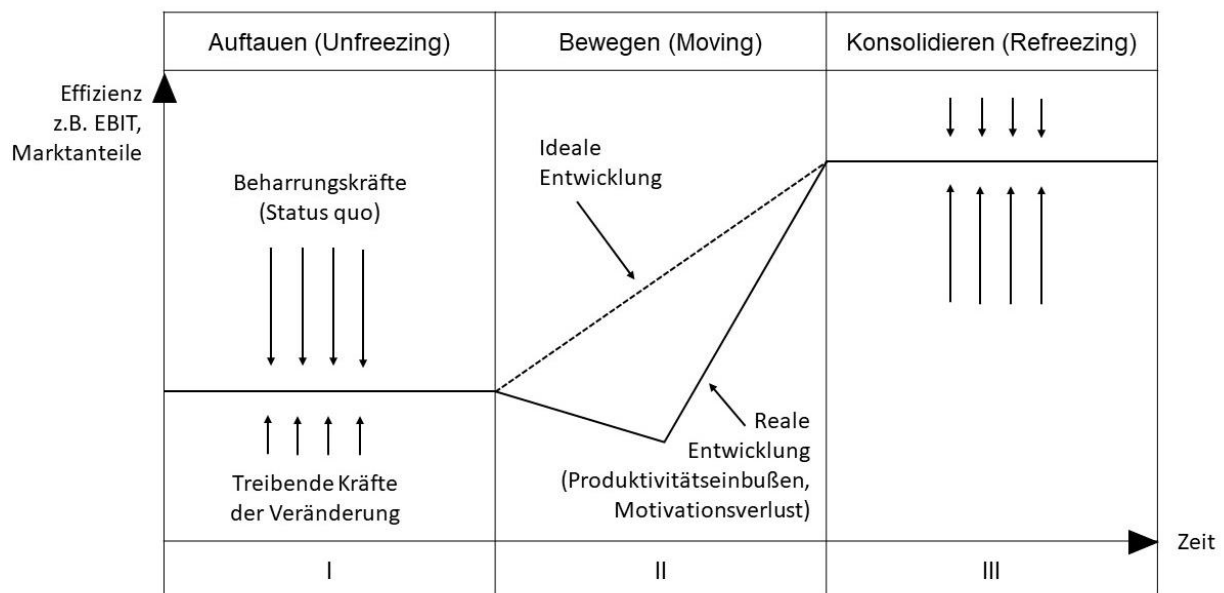 Auftauen (Unfreezing)
Bewegen (Moving)
Konsolidieren (Refreezing)
Effizienz
z.B. EBIT,
Marktanteile
Beharrungskräfte
(Status quo)
Treibende Kräfte
der Veränderung
Ideale
Entwicklung
Reale
Entwicklung
(Produktivitätseinbußen,
Motivationsverlust)
Zeit
I
II
III